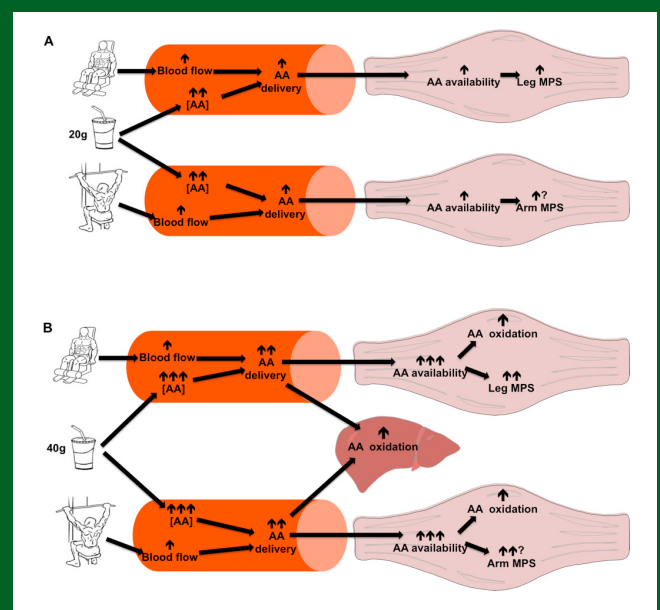 A
Blood flow
[AA]
AA
delivery
AA availability
Leg MPS
20g
[AA]
Blood flow
AA
delivery
AA availability
?
Arm MPS
B
Blood flow
[AA]
AA
delivery
AA availability
AA oxidation
Leg MPS
40g
AA oxidation
[AA]
Blood flow
AA
delivery
AA availability
AA oxidation
?
Arm MPS